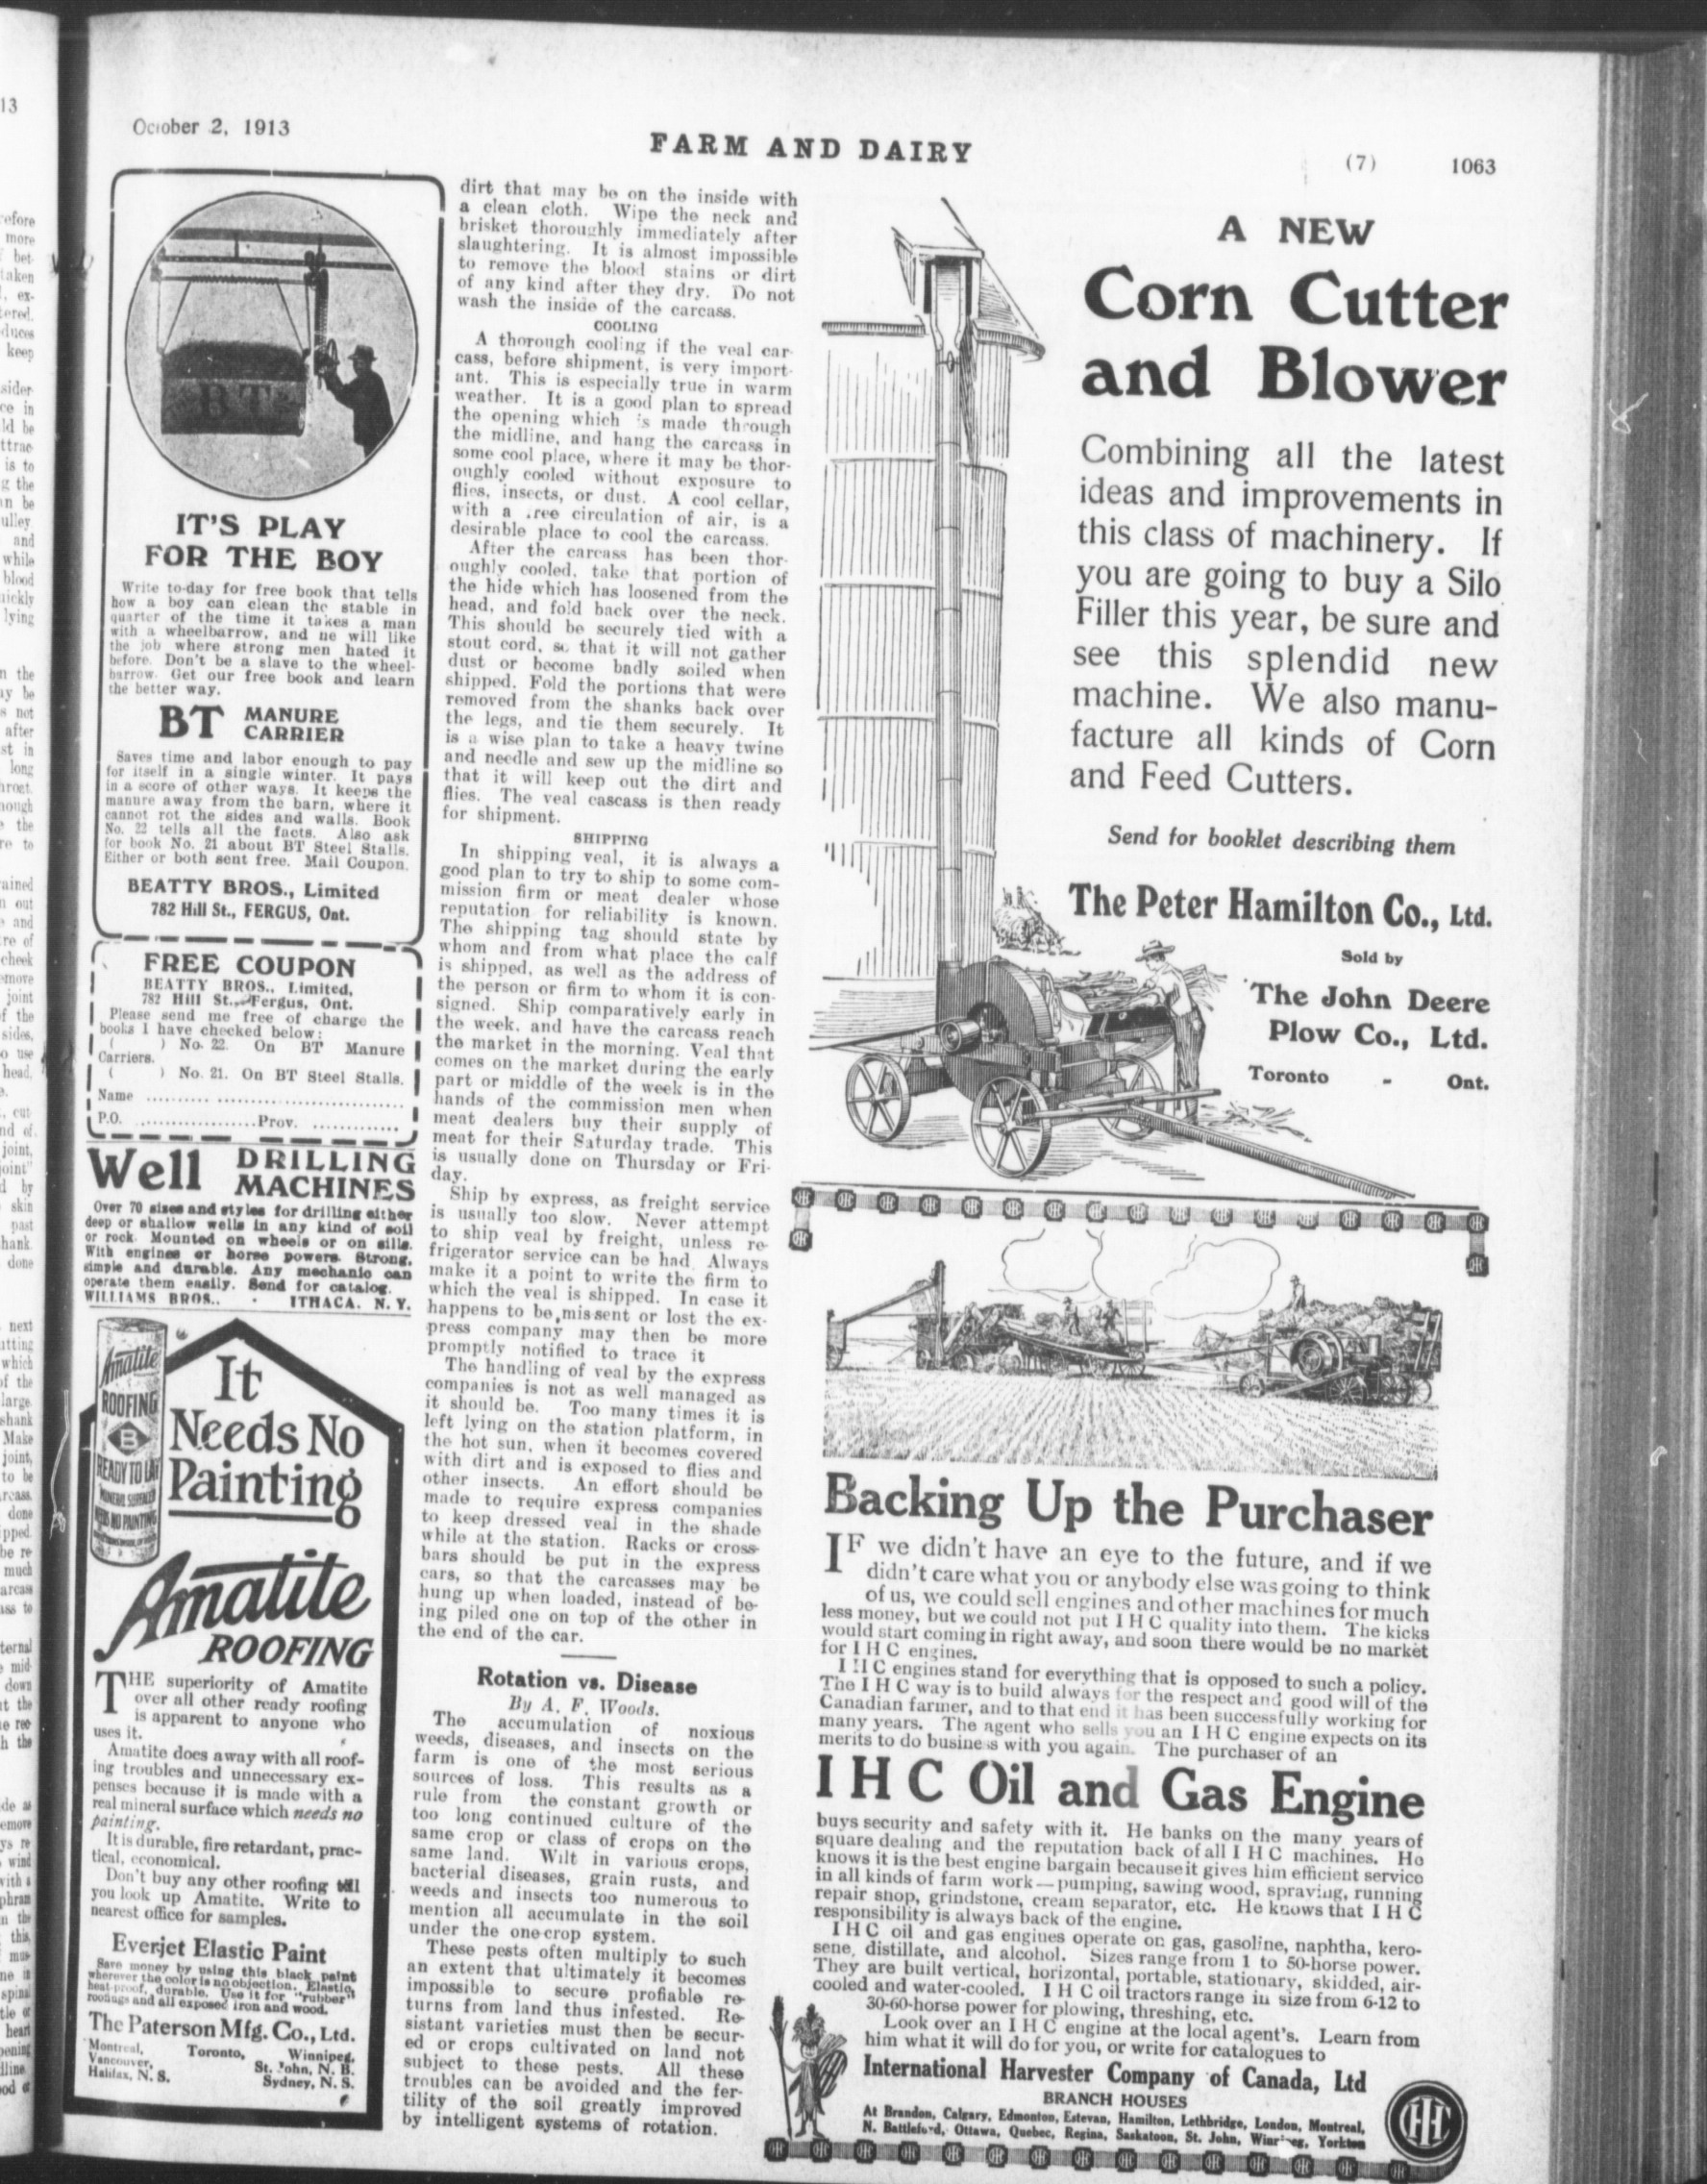 October 2, 1913
FARM AND DAIRY
(7)
1063
BT
IT'S PLAY
FOR THE BOY
Write to-day for free book that tells
how a boy can clean the stable in
quarter of the time it takes a man
with a wheelbarrow, and he will like
the job where strong men hated it
before. Don't be a slave to the wheel-
barrow. Get our free book and learn
the better way.
BT MANURE
CARRIER
Saves time and labor enough to pay
for itself in a single winter. It pays
in a score of other ways. It keeps the
manure away from the barn, where it
cannot rot the sides and walls. Book
No. 22 tells all the facts. Also ask
for book No. 21 about BT Steel Stalls.
Either or both sent free. Mail Coupon.
BEATTY BROS., Limited
782 Hill St., FERGUS, Ont.
FREE COUPON
BEATTY BROS., Limited,
782 Hill St., Fergus, Ont.
Please send me free of charge the
books I have checked below:
( ) No. 22. On BT Manure
Carriers.
( ) No. 21. On BT Steel Stalls.
Name
P.O. Prov.
Well DRILLING
MACHINES
Over 70 sizes and styles for drilling either
deep or shallow wells in any kind of soil
or rock. Mounted on wheels or on sills.
With engines or horse powers. Strong,
simple and durable. Any mechanic can
operate them easily. Send for catalog.
WILLIAMS BROS., - ITHACA, N. Y.
Amatite
ROOFING
B
READY TO LAY
MINERAL SURFACED
NEEDS NO PAINTING
It
Needs No
Painting
Amatite
ROOFING
THE superiority of Amatite
over all other ready roofing
is apparent to anyone who
uses it.
Amatite does away with all roof-
ing troubles and unnecessary ex-
penses because it is made with a
real mineral surface which needs no
painting.
It is durable, fire retardant, prac-
tical, economical.
Don't buy any other roofing till
you look up Amatite. Write to
nearest office for samples.
Everjet Elastic Paint
Save money by using this black paint
wherever the color is no objection. Elastic,
heat-proof, durable. Use it for "rubber"
roofings and all exposed iron and wood.
The Paterson Mfg. Co., Ltd.
Montreal, Toronto, Winnipeg,
Vancouver, St. John, N. B.
Halifax, N. S. Sydney, N. S.
dirt that may be on the inside with
a clean cloth. Wipe the neck and
brisket thoroughly immediately after
slaughtering. It is almost impossible
to remove the blood stains or dirt
of any kind after they dry. Do not
wash the inside of the carcass.
COOLING
A thorough cooling if the veal car-
cass, before shipment, is very import-
ant. This is especially true in warm
weather. It is a good plan to spread
the opening which is made through
the midline, and hang the carcass in
some cool place, where it may be thor-
oughly cooled without exposure to
flies, insects, or dust. A cool cellar,
with a .ree circulation of air, is a
desirable place to cool the carcass.
After the carcass has been thor-
oughly cooled, take that portion of
the hide which has loosened from the
head, and fold back over the neck.
This should be securely tied with a
stout cord, so that it will not gather
dust or become badly soiled when
shipped. Fold the portions that were
removed from the shanks back over
the legs, and tie them securely. It
is a wise plan to take a heavy twine
and needle and sew up the midline so
that it will keep out the dirt and
flies. The veal cascass is then ready
for shipment.
SHIPPING
In shipping veal, it is always a
good plan to try to ship to some com-
mission firm or meat dealer whose
reputation for reliability is known.
The shipping tag should state by
whom and from what place the calf
is shipped, as well as the address of
the person or firm to whom it is con-
signed. Ship comparatively early in
the week, and have the carcass reach
the market in the morning. Veal that
comes on the market during the early
part or middle of the week is in the
hands of the commission men when
meat dealers buy their supply of
meat for their Saturday trade. This
is usually done on Thursday or Fri-
day.
Ship by express, as freight service
is usually too slow. Never attempt
to ship veal by freight, unless re-
frigerator service can be had. Always
make it a point to write the firm to
which the veal is shipped. In case it
happens to be mis-sent or lost the ex-
press company may then be more
promptly notified to trace it
The handling of veal by the express
companies is not as well managed as
it should be. Too many times it is
left lying on the station platform, in
the hot sun, when it becomes covered
with dirt and is exposed to flies and
other insects. An effort should be
made to require express companies
to keep dressed veal in the shade
while at the station. Racks or cross-
bars should be put in the express
cars, so that the carcasses may be
hung up when loaded, instead of be-
ing piled one on top of the other in
the end of the car.
Rotation vs. Disease
By A. F. Woods.
The accumulation of noxious
weeds, diseases, and insects on the
farm is one of the most serious
sources of loss. This results as a
rule from the constant growth or
too long continued culture of the
same crop or class of crops on the
same land. Wilt in various crops,
bacterial diseases, grain rusts, and
weeds and insects too numerous to
mention all accumulate in the soil
under the one-crop system.
These pests often multiply to such
an extent that ultimately it becomes
impossible to secure profiable re-
turns from land thus infested. Re-
sistant varieties must then be secur-
ed or crops cultivated on land not
subject to these pests. All these
troubles can be avoided and the fer-
tility of the soil greatly improved
by intelligent systems of rotation.
A NEW
Corn Cutter
and Blower
Combining all the latest
ideas and improvements in
this class of machinery. If
you are going to buy a Silo
Filler this year, be sure and
see this splendid new
machine. We also manu-
facture all kinds of Corn
and Feed Cutters.
Send for booklet describing them
The Peter Hamilton Co., Ltd.
Sold by
The John Deere
Plow Co., Ltd.
Toronto - Ont.
Backing Up the Purchaser
IF we didn't have an eye to the future, and if we
didn't care what you or anybody else was going to think
of us, we could sell engines and other machines for much
less money, but we could not put I H C quality into them. The kicks
would start coming in right away, and soon there would be no market
for I H C engines.
I H C engines stand for everything that is opposed to such a policy.
The I H C way is to build always for the respect and good will of the
Canadian farmer, and to that end it has been successfully working for
many years. The agent who sells you an I H C engine expects on its
merits to do business with you again. The purchaser of an
I H C Oil and Gas Engine
buys security and safety with it. He banks on the many years of
square dealing and the reputation back of all I H C machines. He
knows it is the best engine bargain because it gives him efficient service
in all kinds of farm work — pumping, sawing wood, spraying, running
repair shop, grindstone, cream separator, etc. He knows that I H C
responsibility is always back of the engine.
I H C oil and gas engines operate on gas, gasoline, naphtha, kero-
sene, distillate, and alcohol. Sizes range from 1 to 50-horse power.
They are built vertical, horizontal, portable, stationary, skidded, air-
cooled and water-cooled. I H C oil tractors range in size from 6-12 to
30-60-horse power for plowing, threshing, etc.
Look over an I H C engine at the local agent's. Learn from
him what it will do for you, or write for catalogues to
International Harvester Company of Canada, Ltd
BRANCH HOUSES
At Brandon, Calgary, Edmonton, Estevan, Hamilton, Lethbridge, London, Montreal,
N. Battleford, Ottawa, Quebec, Regina, Saskatoon, St. John, Winnipeg, Yorkton
IHC